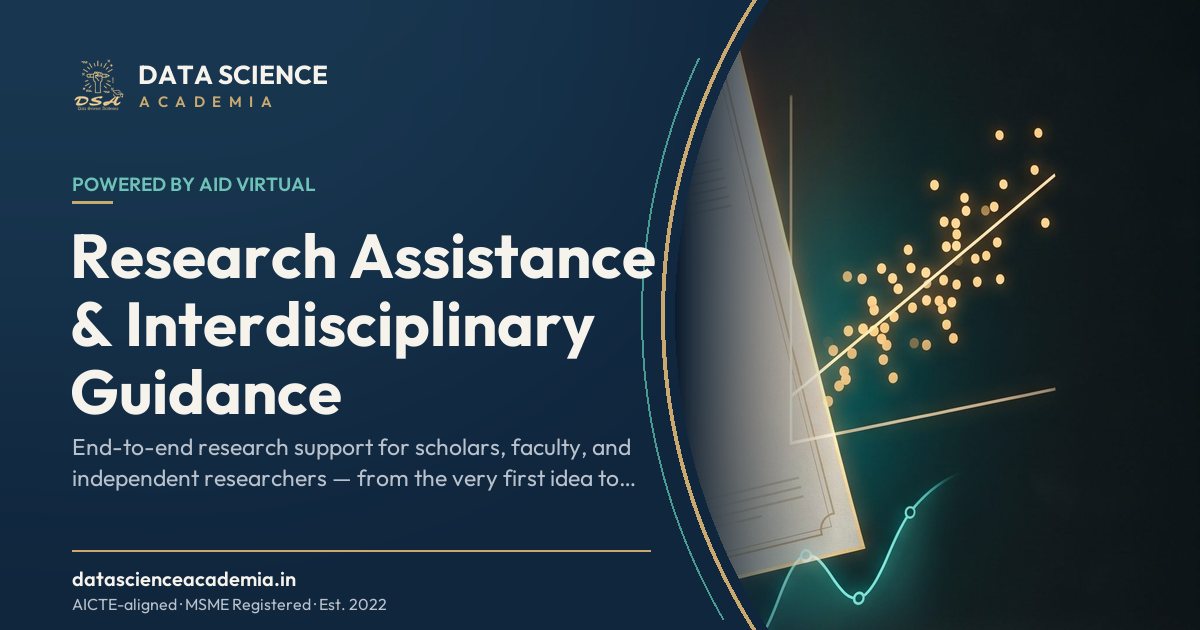 DSA
DATA SCIENCE
ACADEMIA
POWERED BY AID VIRTUAL
Research Assistance
& Interdisciplinary
Guidance
End-to-end research support for scholars, faculty, and
independent researchers — from the very first idea to...
datascienceacademia.in
AICTE-aligned · MSME Registered · Est. 2022